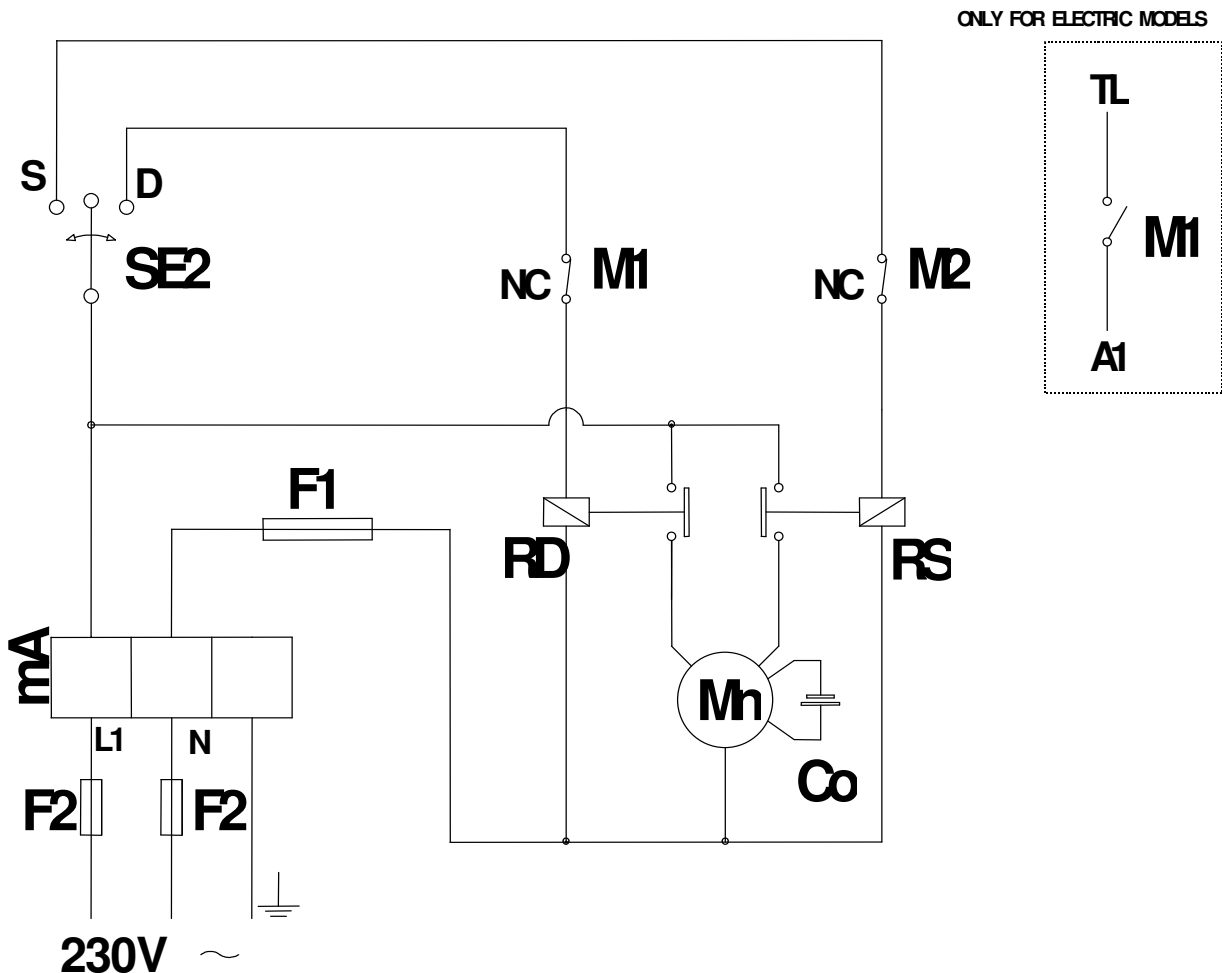 ONLY FOR ELECTRIC MODELS
TL
S
D
M1
SE2
NC
M1
NC
M2
A1
F1
RD
RS
mA
Mn
L1
N
Co
F2
F2
230V ~